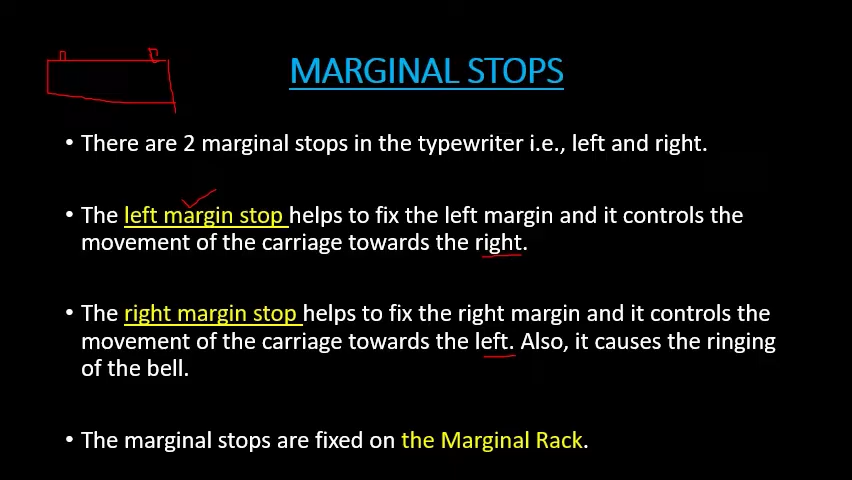 MARGINAL STOPS
• There are 2 marginal stops in the typewriter i.e., left and right.
• The left margin stop helps to fix the left margin and it controls the
movement of the carriage towards the right.
• The right margin stop helps to fix the right margin and it controls the
movement of the carriage towards the left. Also, it causes the ringing
of the bell.
• The marginal stops are fixed on the Marginal Rack.